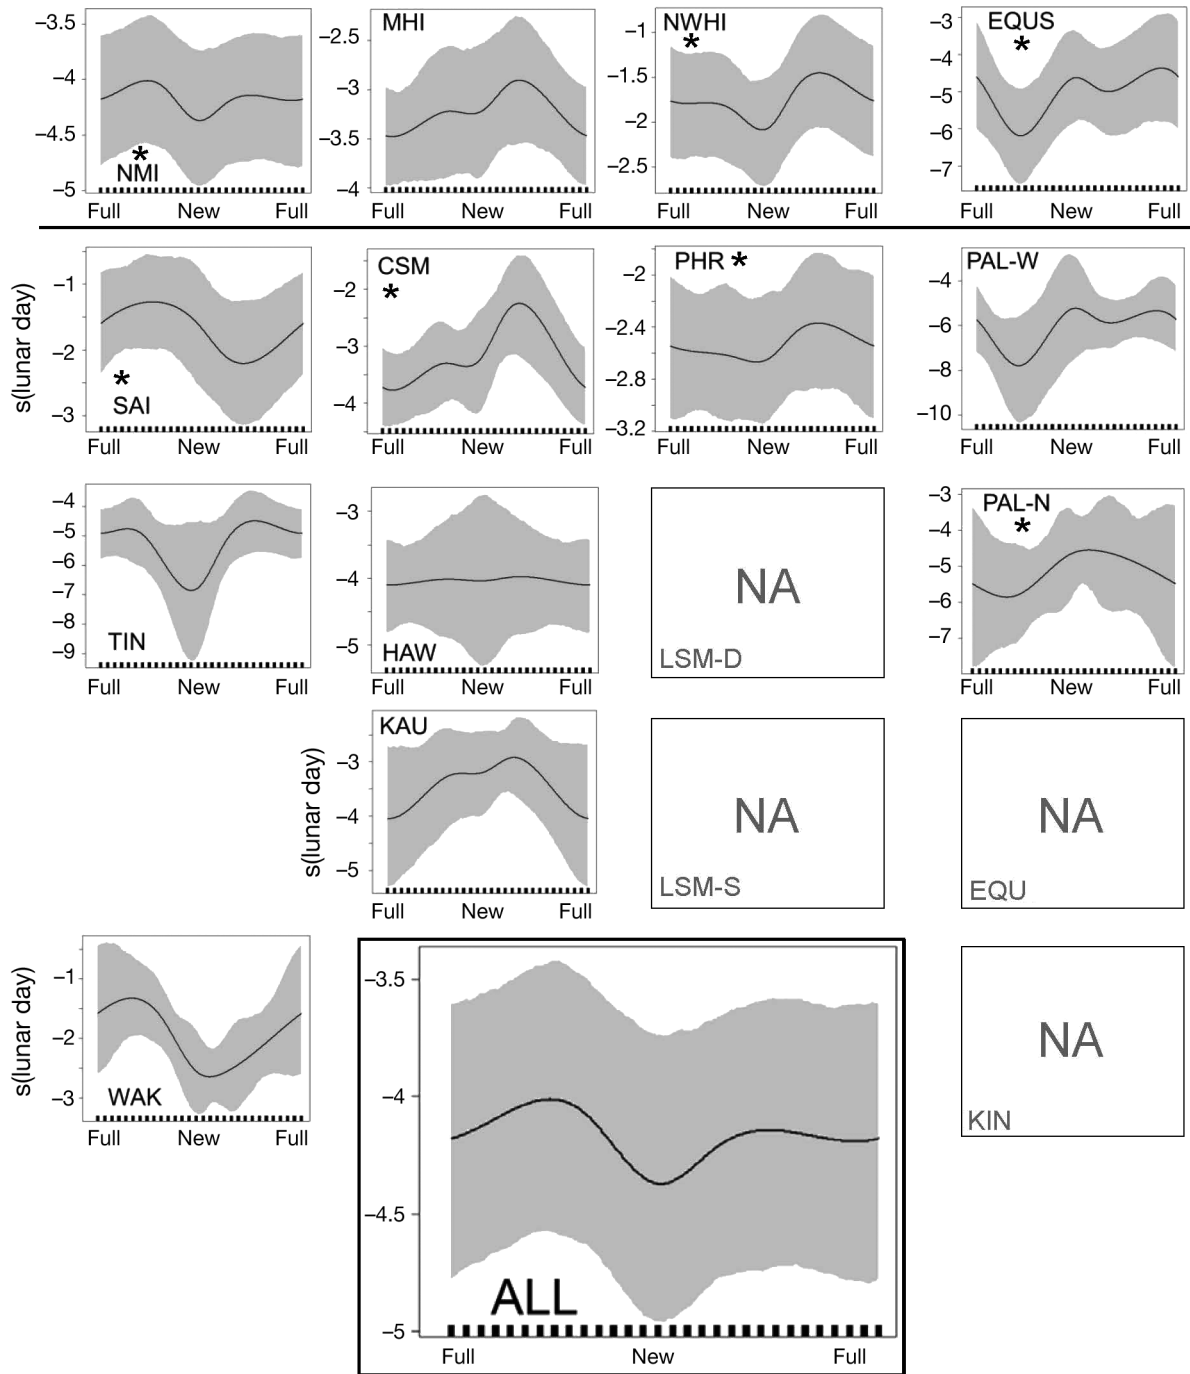 −3.5
−4
−4.5
−5
NMI
*
Full New Full
MHI
−2.5
−3
−3.5
−4
Full New Full
NWHI
*
−1
−1.5
−2
−2.5
Full New Full
EQUS
*
−3
−4
−5
−6
−7
Full New Full
s(lunar day)
−1
−2
−3
*
SAI
Full New Full
CSM
*
−2
−3
−4
Full New Full
PHR *
−2
−2.4
−2.8
−3.2
Full New Full
PAL-W
−4
−6
−8
−10
Full New Full
−4
−5
−6
−7
−8
−9
TIN
Full New Full
−3
−4
−5
HAW
Full New Full
NA
LSM-D
PAL-N
*
−3
−4
−5
−6
−7
Full New Full
s(lunar day)
KAU
−3
−4
−5
Full New Full
NA
LSM-S
NA
EQU
s(lunar day)
−1
−2
−3
WAK
Full New Full
−3.5
−4
−4.5
−5
ALL
Full New Full
NA
KIN